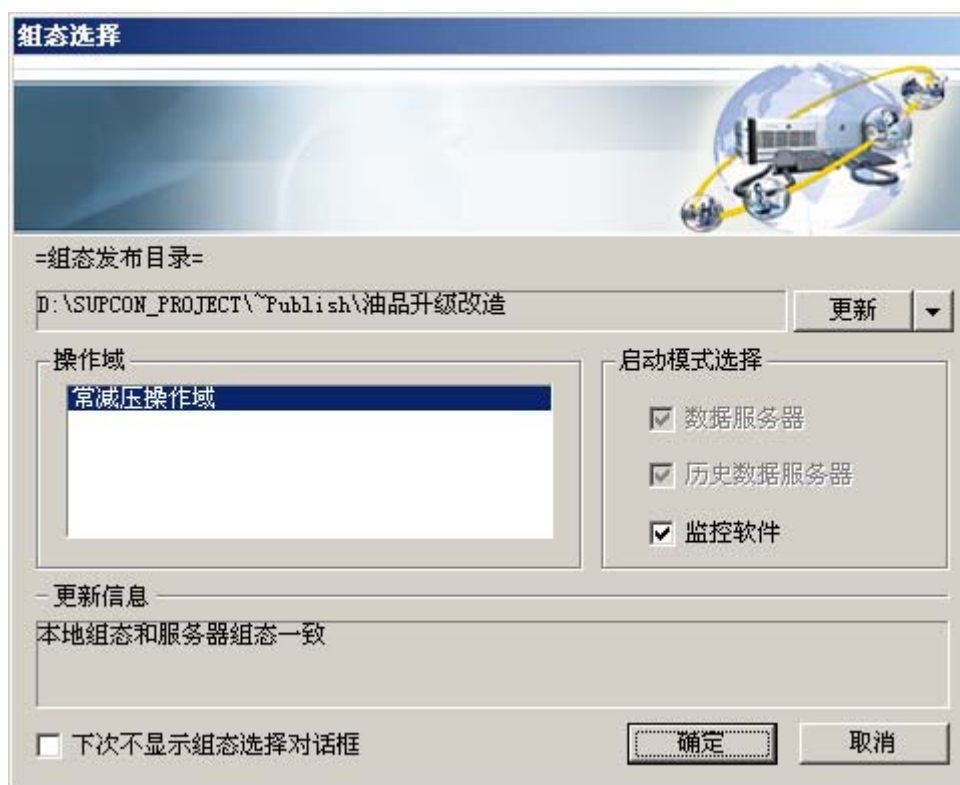 组态选择
=组态发布目录=
D:\SUPCON_PROJECT\~Publish\油品升级改造
更新
操作域
启动模式选择
常减压操作域
数据服务器
历史数据服务器
监控软件
更新信息
本地组态和服务器组态一致
下次不显示组态选择对话框
确定
取消